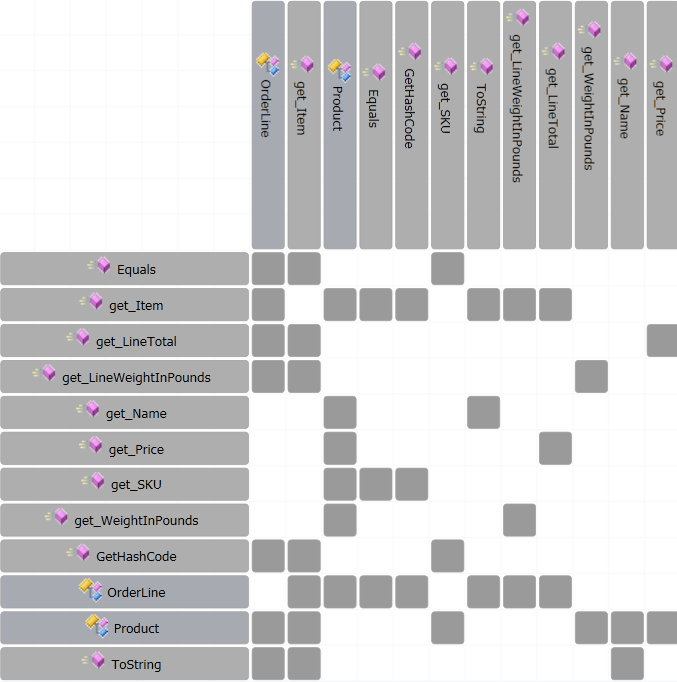 OrderLine
get_Item
Product
Equals
GetHashCode
get_SKU
ToString
get_LineWeightInPounds
get_LineTotal
get_WeightInPounds
get_Name
get_Price
Equals
get_Item
get_LineTotal
get_LineWeightInPounds
get_Name
get_Price
get_SKU
get_WeightInPounds
GetHashCode
OrderLine
Product
ToString